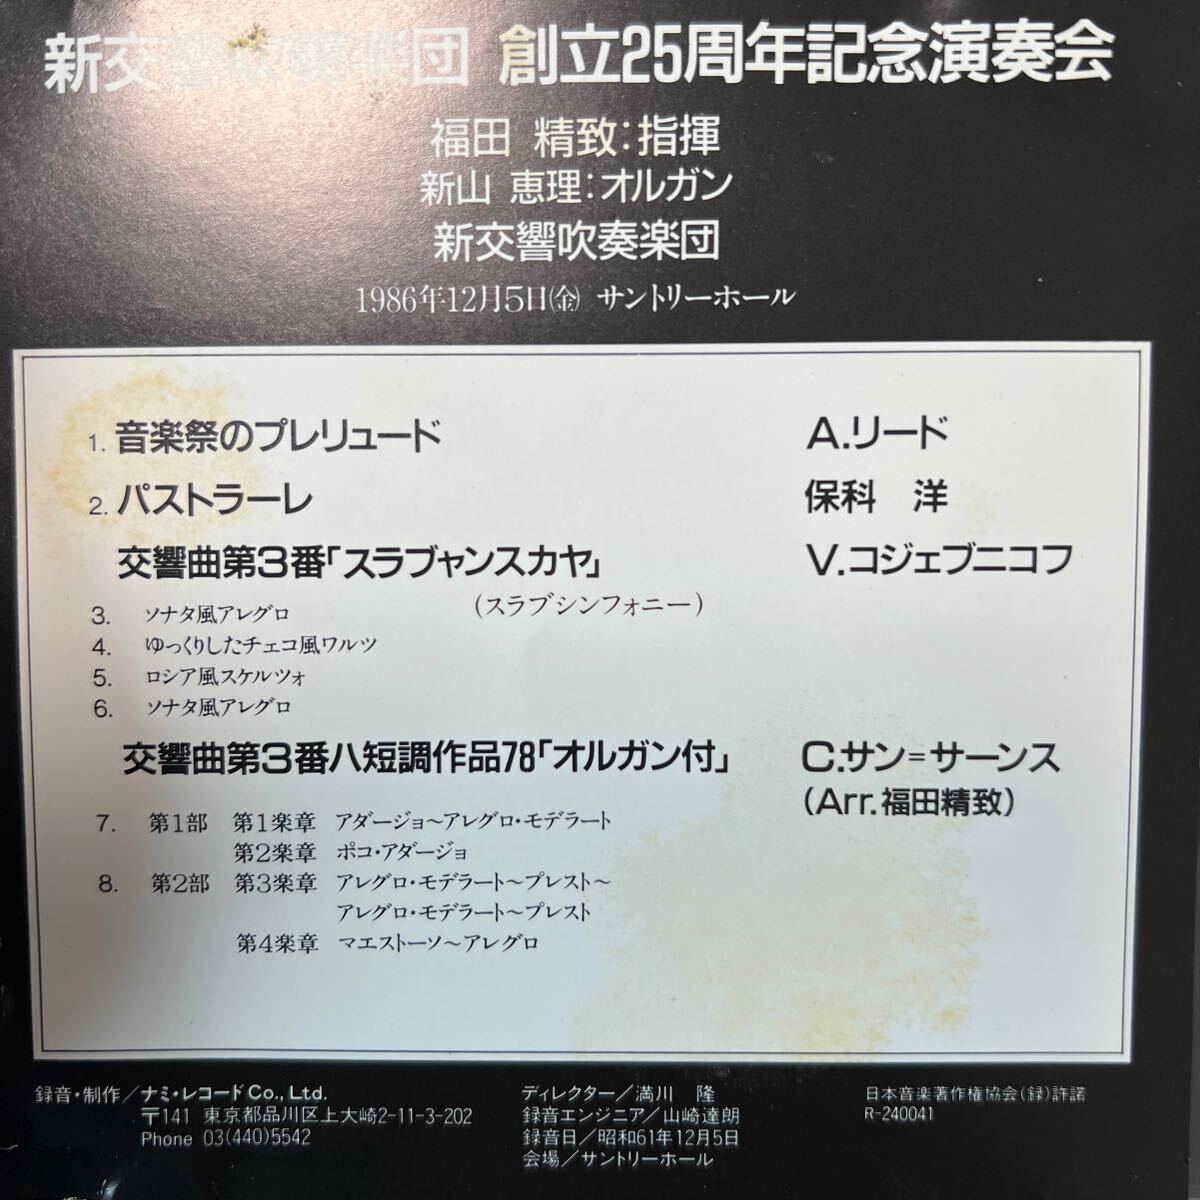 新交響吹奏楽団 創立25周年記念演奏会
福田 精致：指揮
新山 恵理：オルガン
新交響吹奏楽団
1986年12月5日㈮ サントリーホール
1. 音楽祭のプレリュード A.リード
2. パストラーレ 保科 洋
交響曲第3番「スラブャンスカヤ」 V.コジェブニコフ
(スラブシンフォニー)
3. ソナタ風アレグロ
4. ゆっくりしたチェコ風ワルツ
5. ロシア風スケルツォ
6. ソナタ風アレグロ
交響曲第3番ハ短調作品78「オルガン付」 C.サン=サーンス
(Arr.福田精致)
7. 第1部 第1楽章 アダージョ～アレグロ・モデラート
第2楽章 ポコ・アダージョ
8. 第2部 第3楽章 アレグロ・モデラート～プレスト～
アレグロ・モデラート～プレスト
第4楽章 マエストーソ～アレグロ
録音・制作／ナミ・レコード Co., Ltd.
〒141 東京都品川区上大崎2-11-3-202
Phone 03(440)5542
ディレクター／満川 隆
録音エンジニア／山崎達朗
録音日／昭和61年12月5日
会場／サントリーホール
日本音楽著作権協会(録)許諾
R-240041